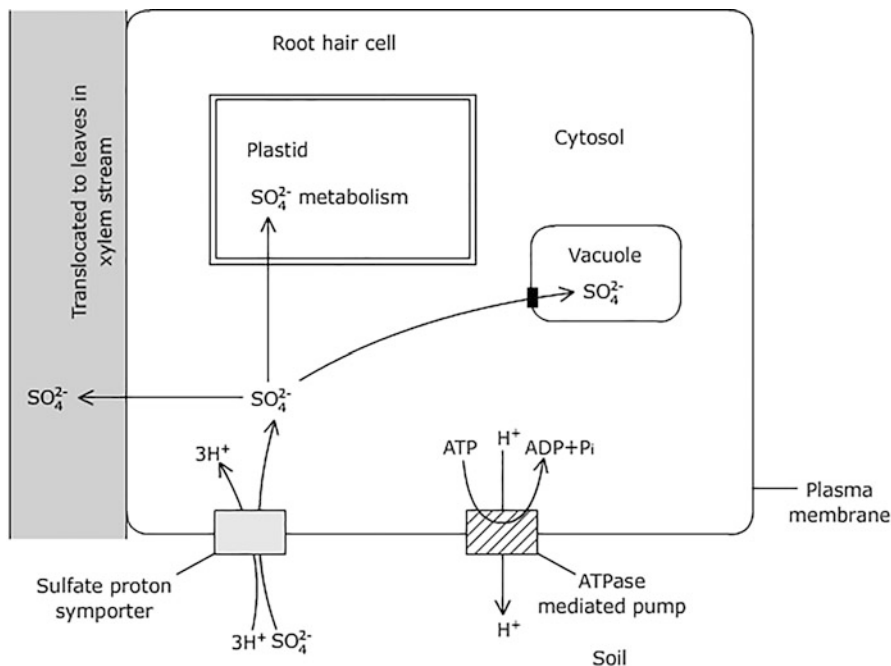 Root hair cell
Translocated to leaves in
xylem stream
Plastid
SO₄²⁻ metabolism
Cytosol
Vacuole
SO₄²⁻
SO₄²⁻
SO₄²⁻
3H⁺
ATP
H⁺
ADP+Pi
Plasma
membrane
Sulfate proton
symporter
3H⁺ SO₄²⁻
ATPase
mediated pump
H⁺
Soil